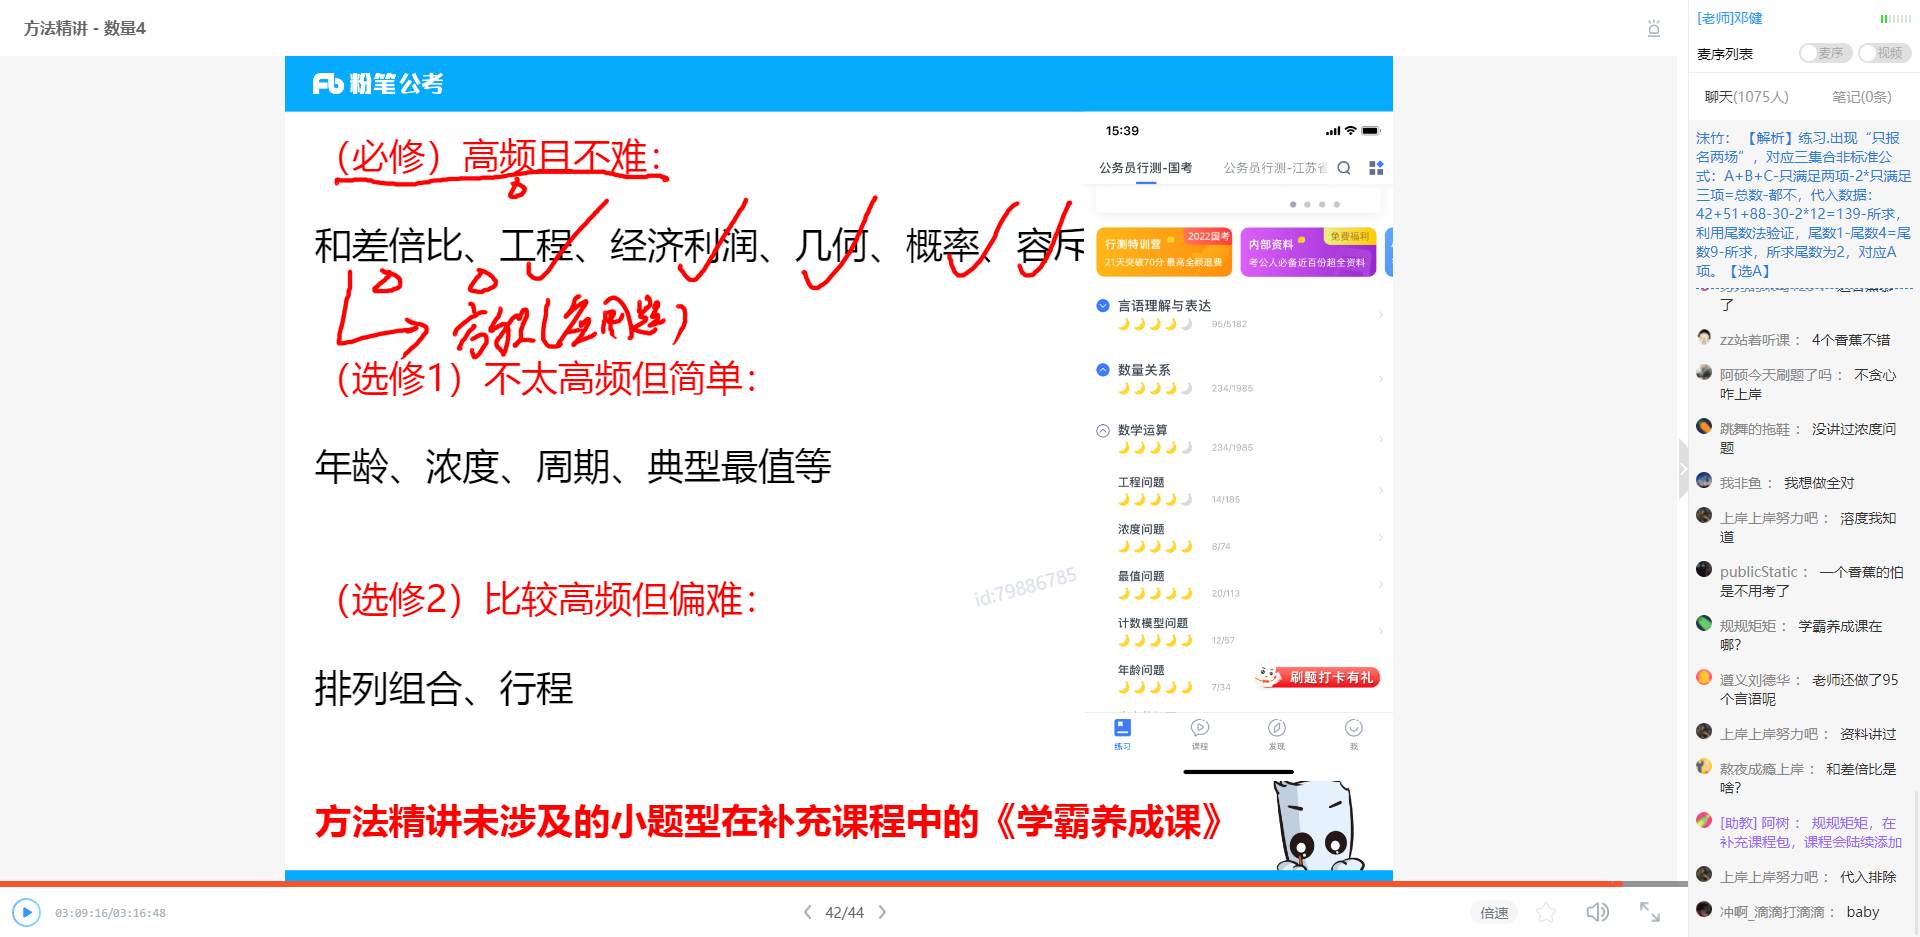 方法精讲 - 数量4
粉笔公考
（必修）高频且不难：
和差倍比、工程、经济利润、几何、概率、容斥
（选修1）不太高频但简单：
年龄、浓度、周期、典型最值等
（选修2）比较高频但偏难：
排列组合、行程
方法精讲未涉及的小题型在补充课程中的《学霸养成课》
id:79886785
15:39
公务员行测-国考
公务员行测-江苏省
行测特训营
2022国考
21天突破70分 最高全额退费
内部资料
免费福利
考公人必备近百份超全资料
言语理解与表达
95/5182
数量关系
234/1985
数学运算
234/1985
工程问题
14/185
浓度问题
8/74
最值问题
20/113
计数模型问题
12/57
年龄问题
7/34
刷题打卡有礼
练习
课程
发现
我
03:09:16/03:16:48
42/44
倍速
[老师]邓健
麦序列表
麦序
视频
聊天(1075人)
笔记(0条)
沫竹： 【解析】练习.出现“只报
名两场”，对应三集合非标准公
式：A+B+C-只满足两项-2*只满足
三项=总数-都不，代入数据：
42+51+88-30-2*12=139-所求，
利用尾数法验证，尾数1-尾数4=尾
数9-所求，所求尾数为2，对应A
项。【选A】
了
zz站着听课： 4个香蕉不错
阿硕今天刷题了吗： 不贪心
咋上岸
跳舞的拖鞋： 没讲过浓度问
题
我非鱼： 我想做全对
上岸上岸努力吧： 溶度我知
道
publicStatic： 一个香蕉的怕
是不用考了
规规矩矩： 学霸养成课在
哪？
遵义刘德华： 老师还做了95
个言语呢
上岸上岸努力吧： 资料讲过
熬夜成瘾上岸： 和差倍比是
啥？
[助教] 阿树： 规规矩矩，在
补充课程包，课程会陆续添加
上岸上岸努力吧： 代入排除
冲啊_滴滴打滴滴： baby